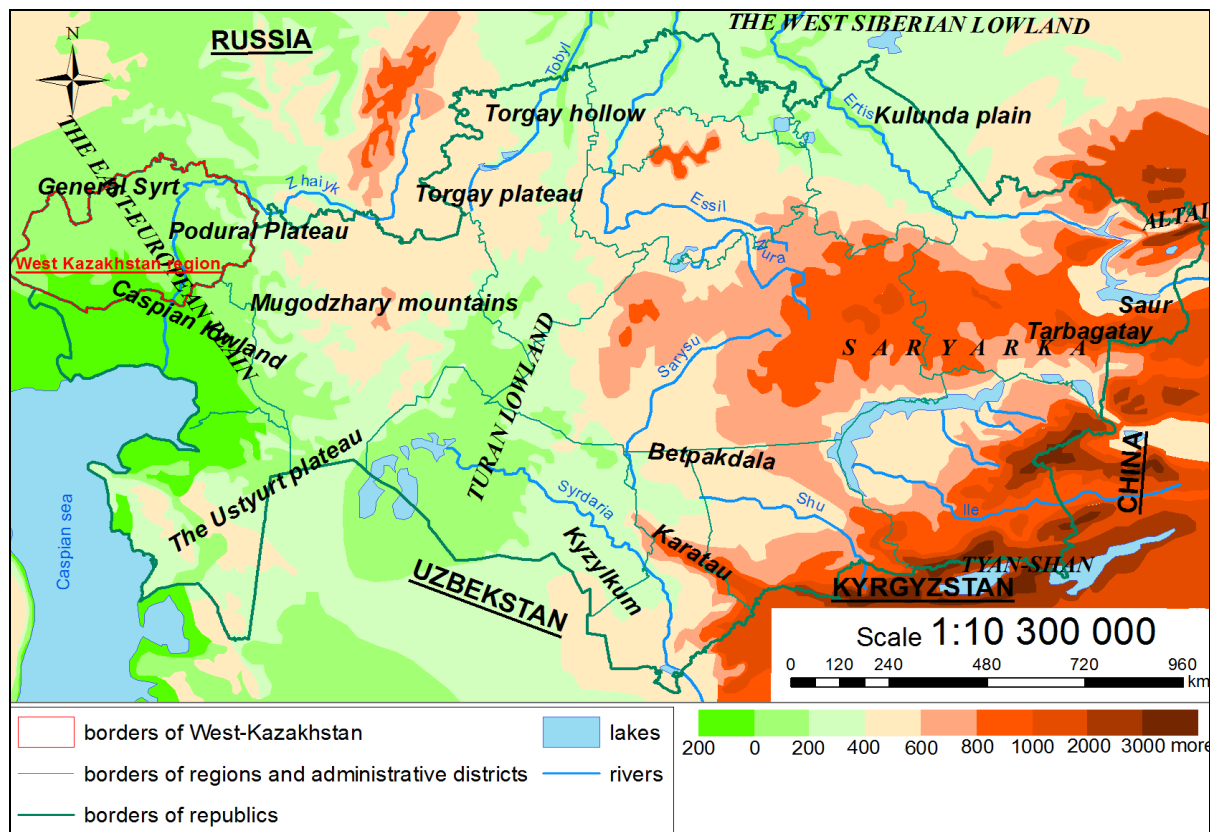 THE WEST SIBERIAN LOWLAND
RUSSIA
N
Tobyl
Torgay hollow
Ertis
Kulunda plain
THE EAST-EUROPEAN PLAIN
General Syrt
Zhaiyk
Torgay plateau
Essil
ALTAI
Podural Plateau
Nura
West Kazakhstan region
Caspian lowland
Mugodzhary mountains
Saur
Tarbagatay
SARYARKA
Sarysu
TURAN LOWLAND
Betpakdala
CHINA
The Ustyurt plateau
Syrdaria
Shu
Ile
Caspian sea
Kyzylkum
Karatau
TYAN-SHAN
UZBEKSTAN
KYRGYZSTAN
Scale 1:10 300 000
0 120 240 480 720 960
km
borders of West-Kazakhstan
lakes
200 0 200 400 600 800 1000 2000 3000 more
borders of regions and administrative districts
rivers
borders of republics